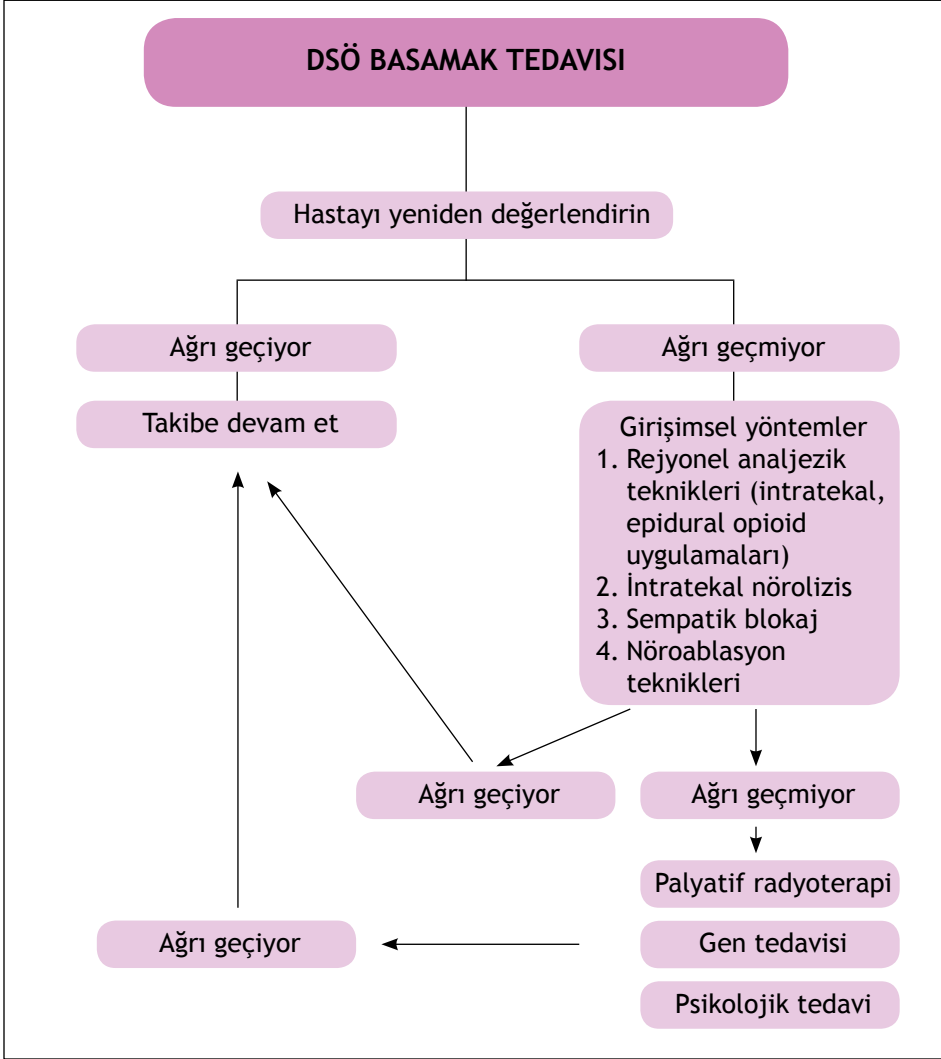 DSÖ BASAMAK TEDAVISI
Hastayı yeniden değerlendirin
Ağrı geçiyor
Ağrı geçmiyor
Takibe devam et
Girişimsel yöntemler
1. Rejyonel analjezik
teknikleri (intratekal,
epidural opioid
uygulamaları)
2. İntratekal nörolizis
3. Sempatik blokaj
4. Nöroablasyon
teknikleri
Ağrı geçiyor
Ağrı geçmiyor
Palyatif radyoterapi
Ağrı geçiyor
Gen tedavisi
Psikolojik tedavi